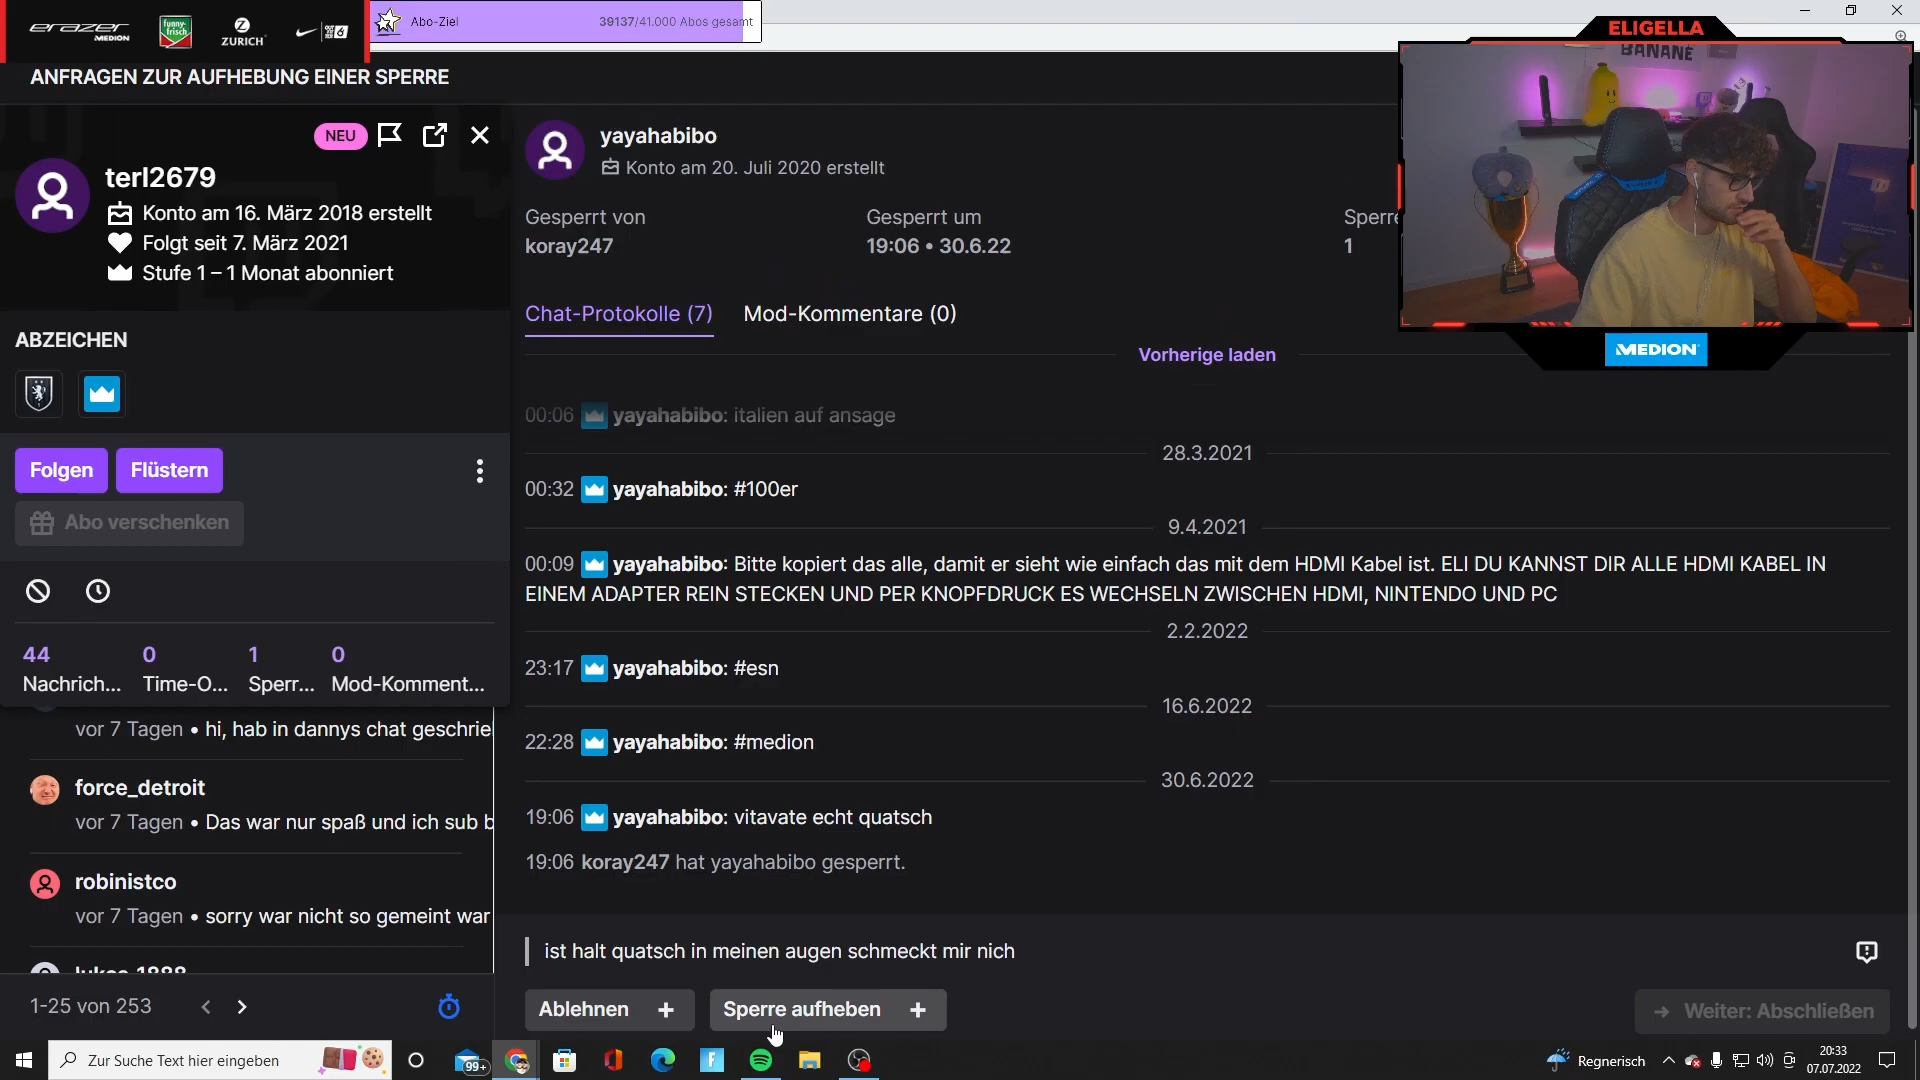 erazer
MEDION
funny-frisch
ZURICH
Abo-Ziel
39137/41.000 Abos gesamt
ELIGELLA
BANANE
MEDION
ANFRAGEN ZUR AUFHEBUNG EINER SPERRE
NEU
terl2679
Konto am 16. März 2018 erstellt
Folgt seit 7. März 2021
Stufe 1 – 1 Monat abonniert
ABZEICHEN
Folgen
Flüstern
Abo verschenken
44
0
1
0
Nachrich...
Time-O...
Sperr...
Mod-Komment...
vor 7 Tagen • hi, hab in dannys chat geschrie
force_detroit
vor 7 Tagen • Das war nur spaß und ich sub b
robinistco
vor 7 Tagen • sorry war nicht so gemeint war
1-25 von 253
yayahabibo
Konto am 20. Juli 2020 erstellt
Gesperrt von
koray247
Gesperrt um
19:06 • 30.6.22
Sperre
1
Chat-Protokolle (7)
Mod-Kommentare (0)
Vorherige laden
00:06 yayahabibo: italien auf ansage
28.3.2021
00:32 yayahabibo: #100er
9.4.2021
00:09 yayahabibo: Bitte kopiert das alle, damit er sieht wie einfach das mit dem HDMI Kabel ist. ELI DU KANNST DIR ALLE HDMI KABEL IN
EINEM ADAPTER REIN STECKEN UND PER KNOPFDRUCK ES WECHSELN ZWISCHEN HDMI, NINTENDO UND PC
2.2.2022
23:17 yayahabibo: #esn
16.6.2022
22:28 yayahabibo: #medion
30.6.2022
19:06 yayahabibo: vitavate echt quatsch
19:06 koray247 hat yayahabibo gesperrt.
ist halt quatsch in meinen augen schmeckt mir nich
Ablehnen
Sperre aufheben
Weiter: Abschließen
Zur Suche Text hier eingeben
99+
Regnerisch
20:33
07.07.2022